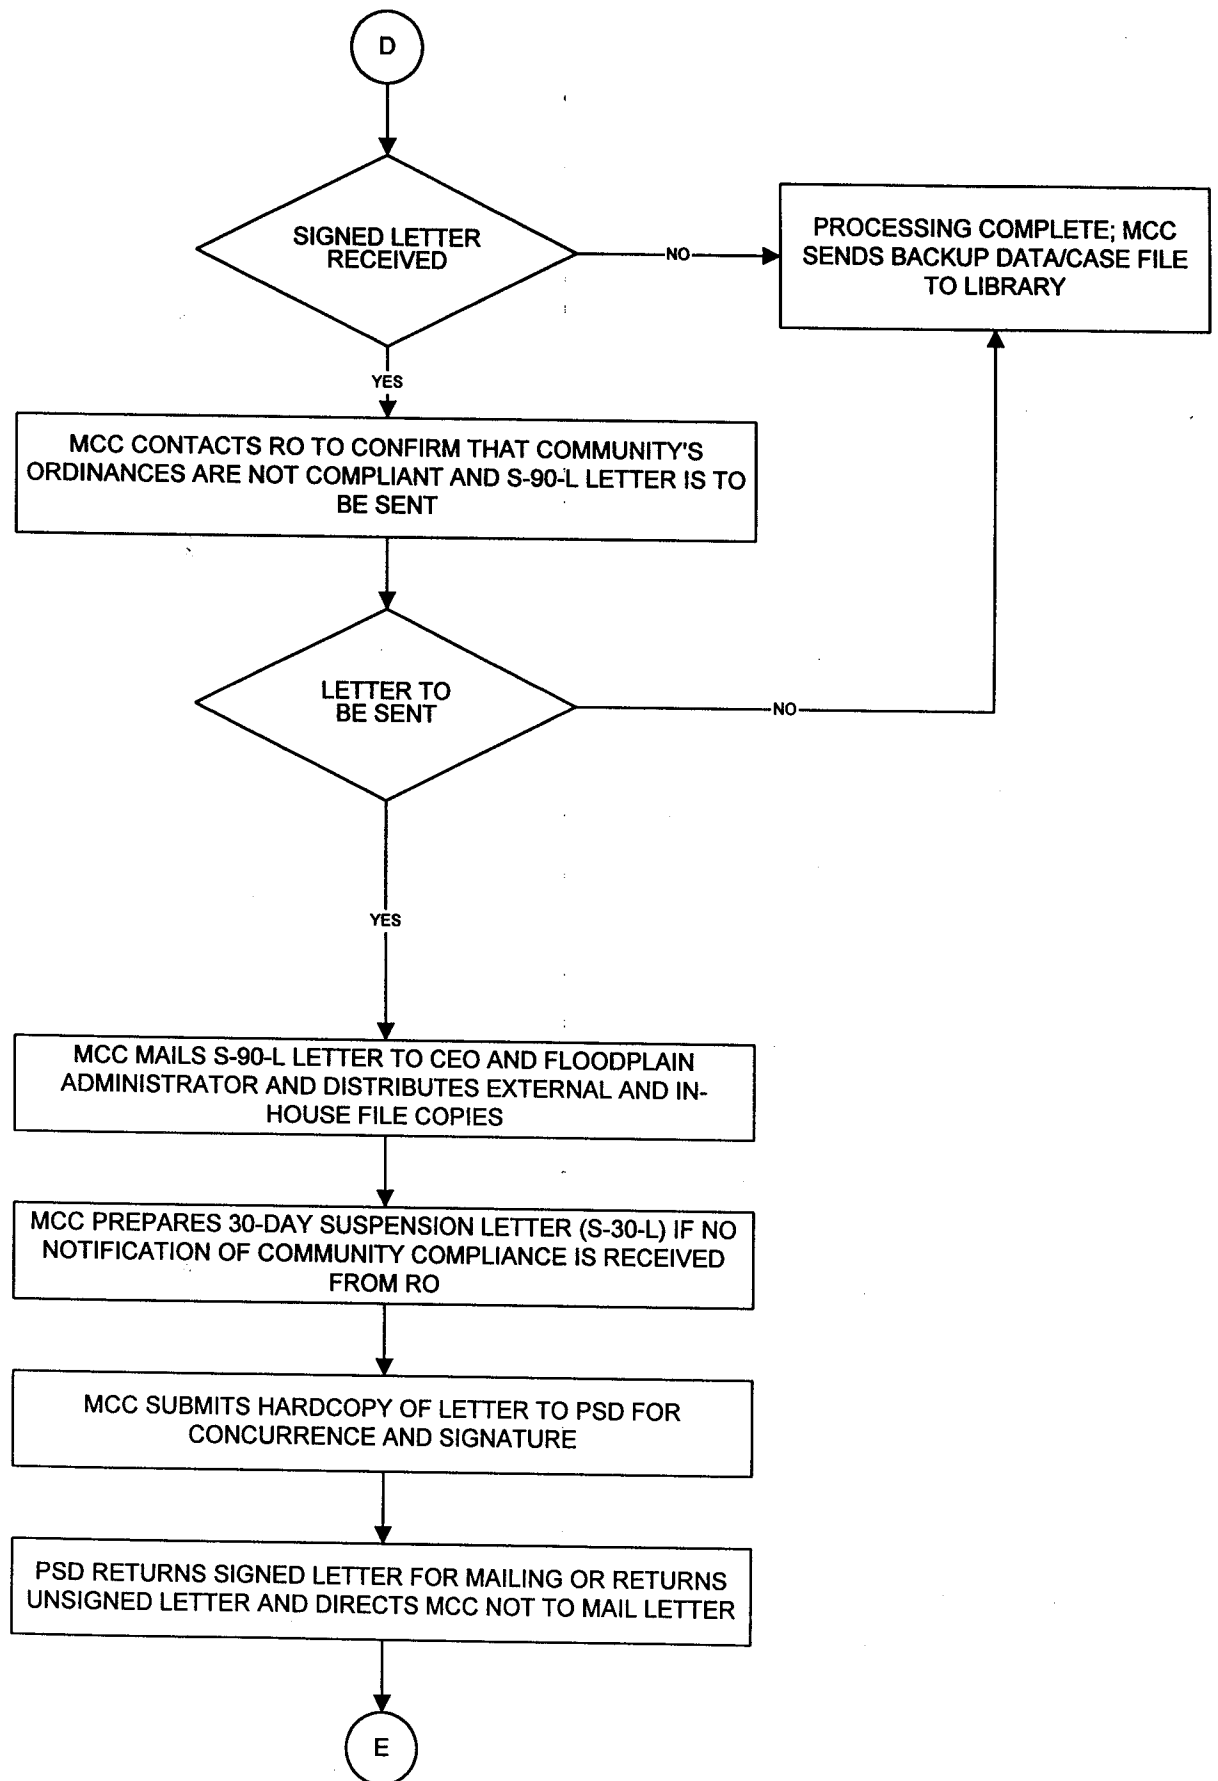 D
SIGNED LETTER
RECEIVED
NO
PROCESSING COMPLETE; MCC
SENDS BACKUP DATA/CASE FILE
TO LIBRARY
YES
MCC CONTACTS RO TO CONFIRM THAT COMMUNITY'S
ORDINANCES ARE NOT COMPLIANT AND S-90-L LETTER IS TO
BE SENT
LETTER TO
BE SENT
NO
YES
MCC MAILS S-90-L LETTER TO CEO AND FLOODPLAIN
ADMINISTRATOR AND DISTRIBUTES EXTERNAL AND IN-
HOUSE FILE COPIES
MCC PREPARES 30-DAY SUSPENSION LETTER (S-30-L) IF NO
NOTIFICATION OF COMMUNITY COMPLIANCE IS RECEIVED
FROM RO
MCC SUBMITS HARDCOPY OF LETTER TO PSD FOR
CONCURRENCE AND SIGNATURE
PSD RETURNS SIGNED LETTER FOR MAILING OR RETURNS
UNSIGNED LETTER AND DIRECTS MCC NOT TO MAIL LETTER
E